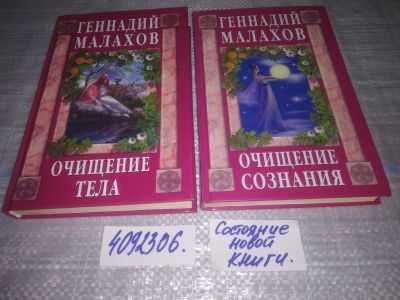 ГЕННАДИЙ
МАЛАХОВ
ОЧИЩЕНИЕ
ТЕЛА
ГЕННАДИЙ
МАЛАХОВ
ОЧИЩЕНИЕ
СОЗНАНИЯ
4092306.
Состояние
новой
книги.